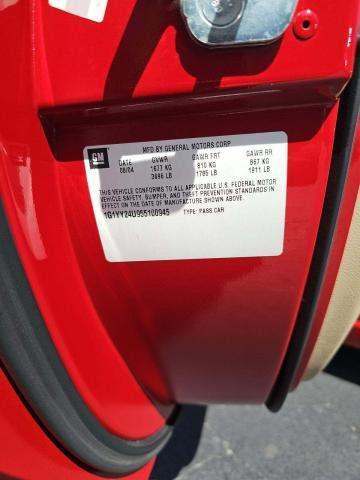 MFD BY GENERAL MOTORS CORP
GM DATE GVWR GAWR FRT GAWR RR
08/04 1677 KG 810 KG 867 KG
3696 LB 1785 LB 1911 LB
THIS VEHICLE CONFORMS TO ALL APPLICABLE U.S. FEDERAL MOTOR
VEHICLE SAFETY, BUMPER, AND THEFT PREVENTION STANDARDS IN
EFFECT ON THE DATE OF MANUFACTURE SHOWN ABOVE.
1G1YY24U955100945 TYPE: PASS CAR